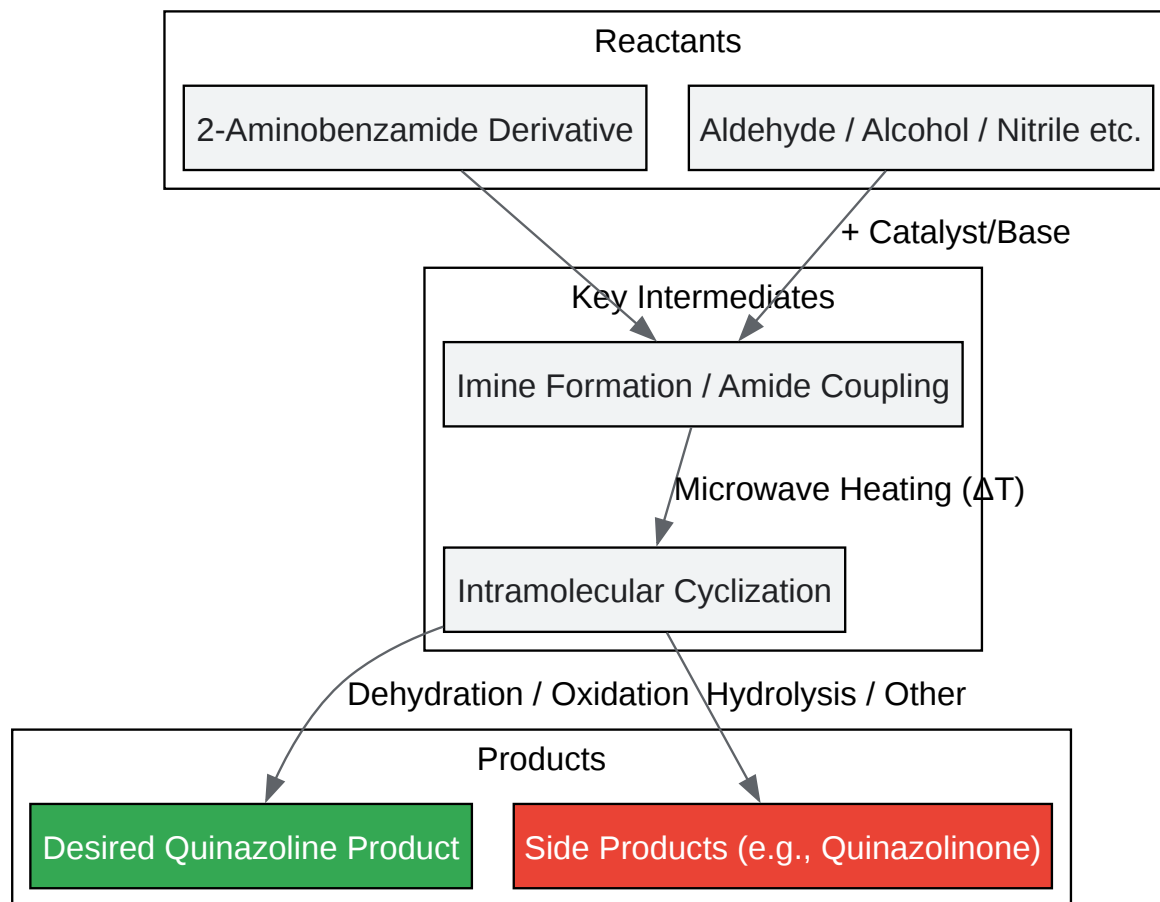 Reactants
2-Aminobenzamide Derivative
Aldehyde / Alcohol / Nitrile etc.
+ Catalyst/Base
Key Intermediates
Imine Formation / Amide Coupling
Microwave Heating (ΔT)
Intramolecular Cyclization
Dehydration / Oxidation
Hydrolysis / Other
Products
Desired Quinazoline Product
Side Products (e.g., Quinazolinone)